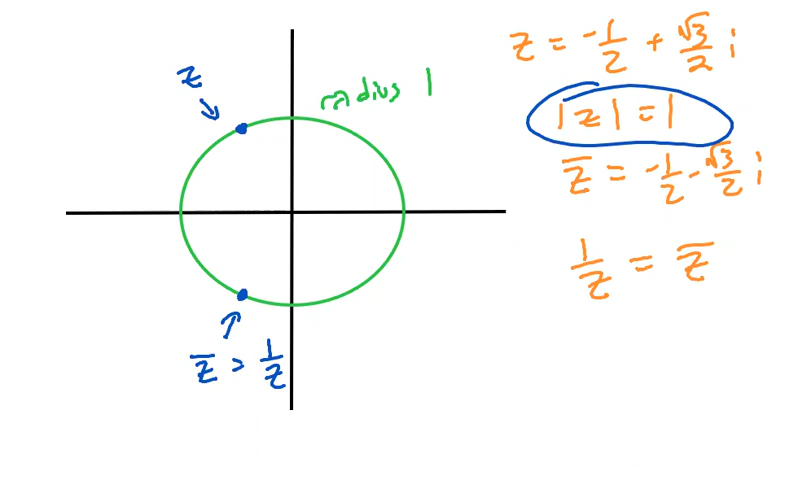 z
radius 1
z̅ = 1/z
z = -1/2 + √3/2 i
|z| = 1
z̅ = -1/2 - √3/2 i
1/z = z̅